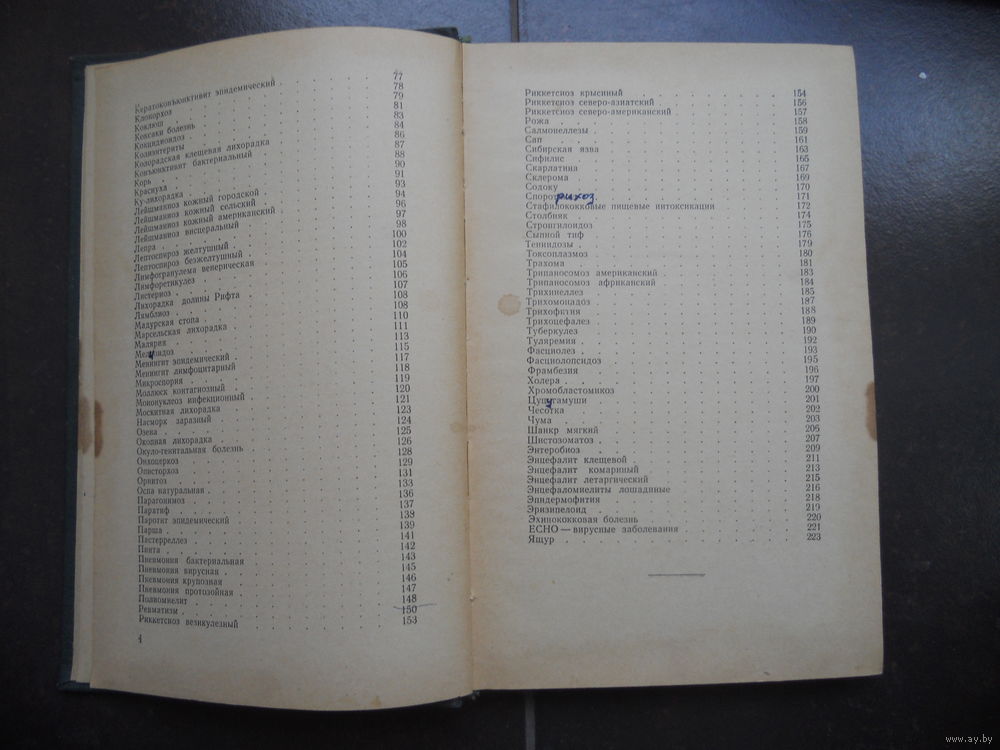 Кератоконъюнктивит эпидемический 77
Клонорхоз 78
Коклюш 79
Коксаки болезнь 81
Кокцидиоидоз 83
Колиэнтериты 84
Колорадская клещевая лихорадка 86
Конъюнктивит бактериальный 87
Корь 88
Краснуха 90
Ку-лихорадка 91
Лейшманиоз кожный городской 93
Лейшманиоз кожный сельский 94
Лейшманиоз кожный американский 96
Лейшманиоз висцеральный 97
Лепра 98
Лептоспироз желтушный 100
Лептоспироз безжелтушный 102
Лимфогранулема венерическая 104
Лимфоретикулез 105
Листериоз 106
Лихорадка долины Рифта 107
Лямблиоз 108
Мадурская стопа 108
Марсельская лихорадка 110
Малярия 111
Мелиоидоз 113
Менингит эпидемический 115
Менингит лимфоцитарный 117
Микроспория 118
Моллюск контагиозный 119
Мононуклеоз инфекционный 120
Москитная лихорадка 121
Насморк заразный 123
Озена 124
Окопная лихорадка 125
Окуло-генитальная болезнь 126
Онхоцеркоз 128
Описторхоз 129
Орнитоз 131
Оспа натуральная 133
Парагонимоз 136
Паратиф 137
Паротит эпидемический 138
Парша 139
Пастереллез 141
Пинта 142
Пневмония бактериальная 143
Пневмония вирусная 145
Пневмония крупозная 146
Пневмония протозойная 147
Полиомиелит 148
Ревматизм 150
Риккетсиоз везикулезный 153
4
Риккетсиоз крысиный 154
Риккетсиоз северо-азиатский 156
Риккетсиоз северо-американский 157
Рожа 158
Салмонеллезы 159
Сап 161
Сибирская язва 163
Сифилис 165
Скарлатина 167
Склерома 169
Содоку 170
Споротрихоз 171
Стафилококковые пищевые интоксикации 172
Столбняк 174
Стронгилоидоз 175
Сыпной тиф 176
Тениидозы 179
Токсоплазмоз 180
Трахома 181
Трипаносомоз американский 183
Трипаносомоз африканский 184
Трихинеллез 185
Трихомонадоз 187
Трихофития 188
Трихоцефалез 189
Туберкулез 190
Туляремия 192
Фасциолез 193
Фасциолопсидоз 195
Фрамбезия 196
Холера 197
Хромобластомикоз 200
Цуцугамуши 201
Чесотка 202
Чума 203
Шанкр мягкий 206
Шистозоматоз 207
Энтеробиоз 209
Энцефалит клещевой 211
Энцефалит комариный 213
Энцефалит летаргический 215
Энцефаломиелиты лошадиные 216
Эпидермофития 218
Эризипелоид 219
Эхинококковая болезнь 220
ЕСНО — вирусные заболевания 221
Ящур 223
www.ay.by